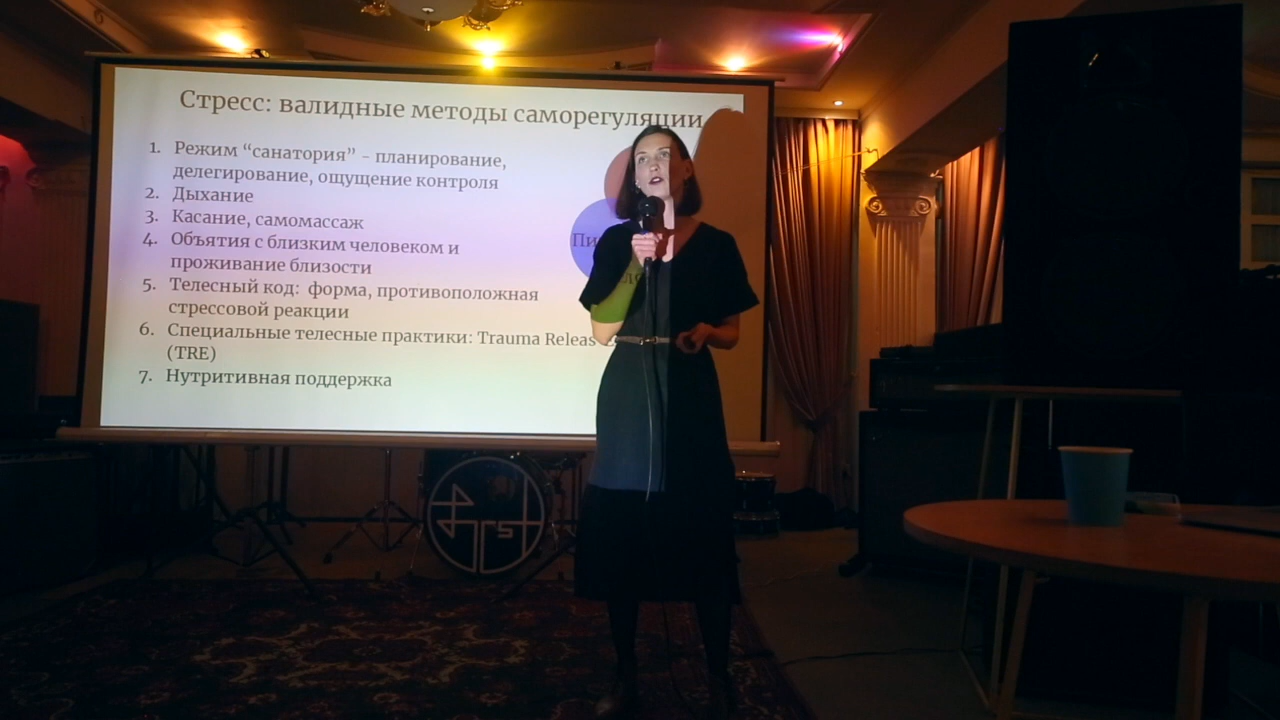 Стресс: валидные методы саморегуляции
1. Режим “санатория” - планирование,
делегирование, ощущение контроля
2. Дыхание
3. Касание, самомассаж
4. Объятия с близким человеком и
проживание близости
5. Телесный код: форма, противоположная
стрессовой реакции
6. Специальные телесные практики: Trauma Releas
(TRE)
7. Нутритивная поддержка